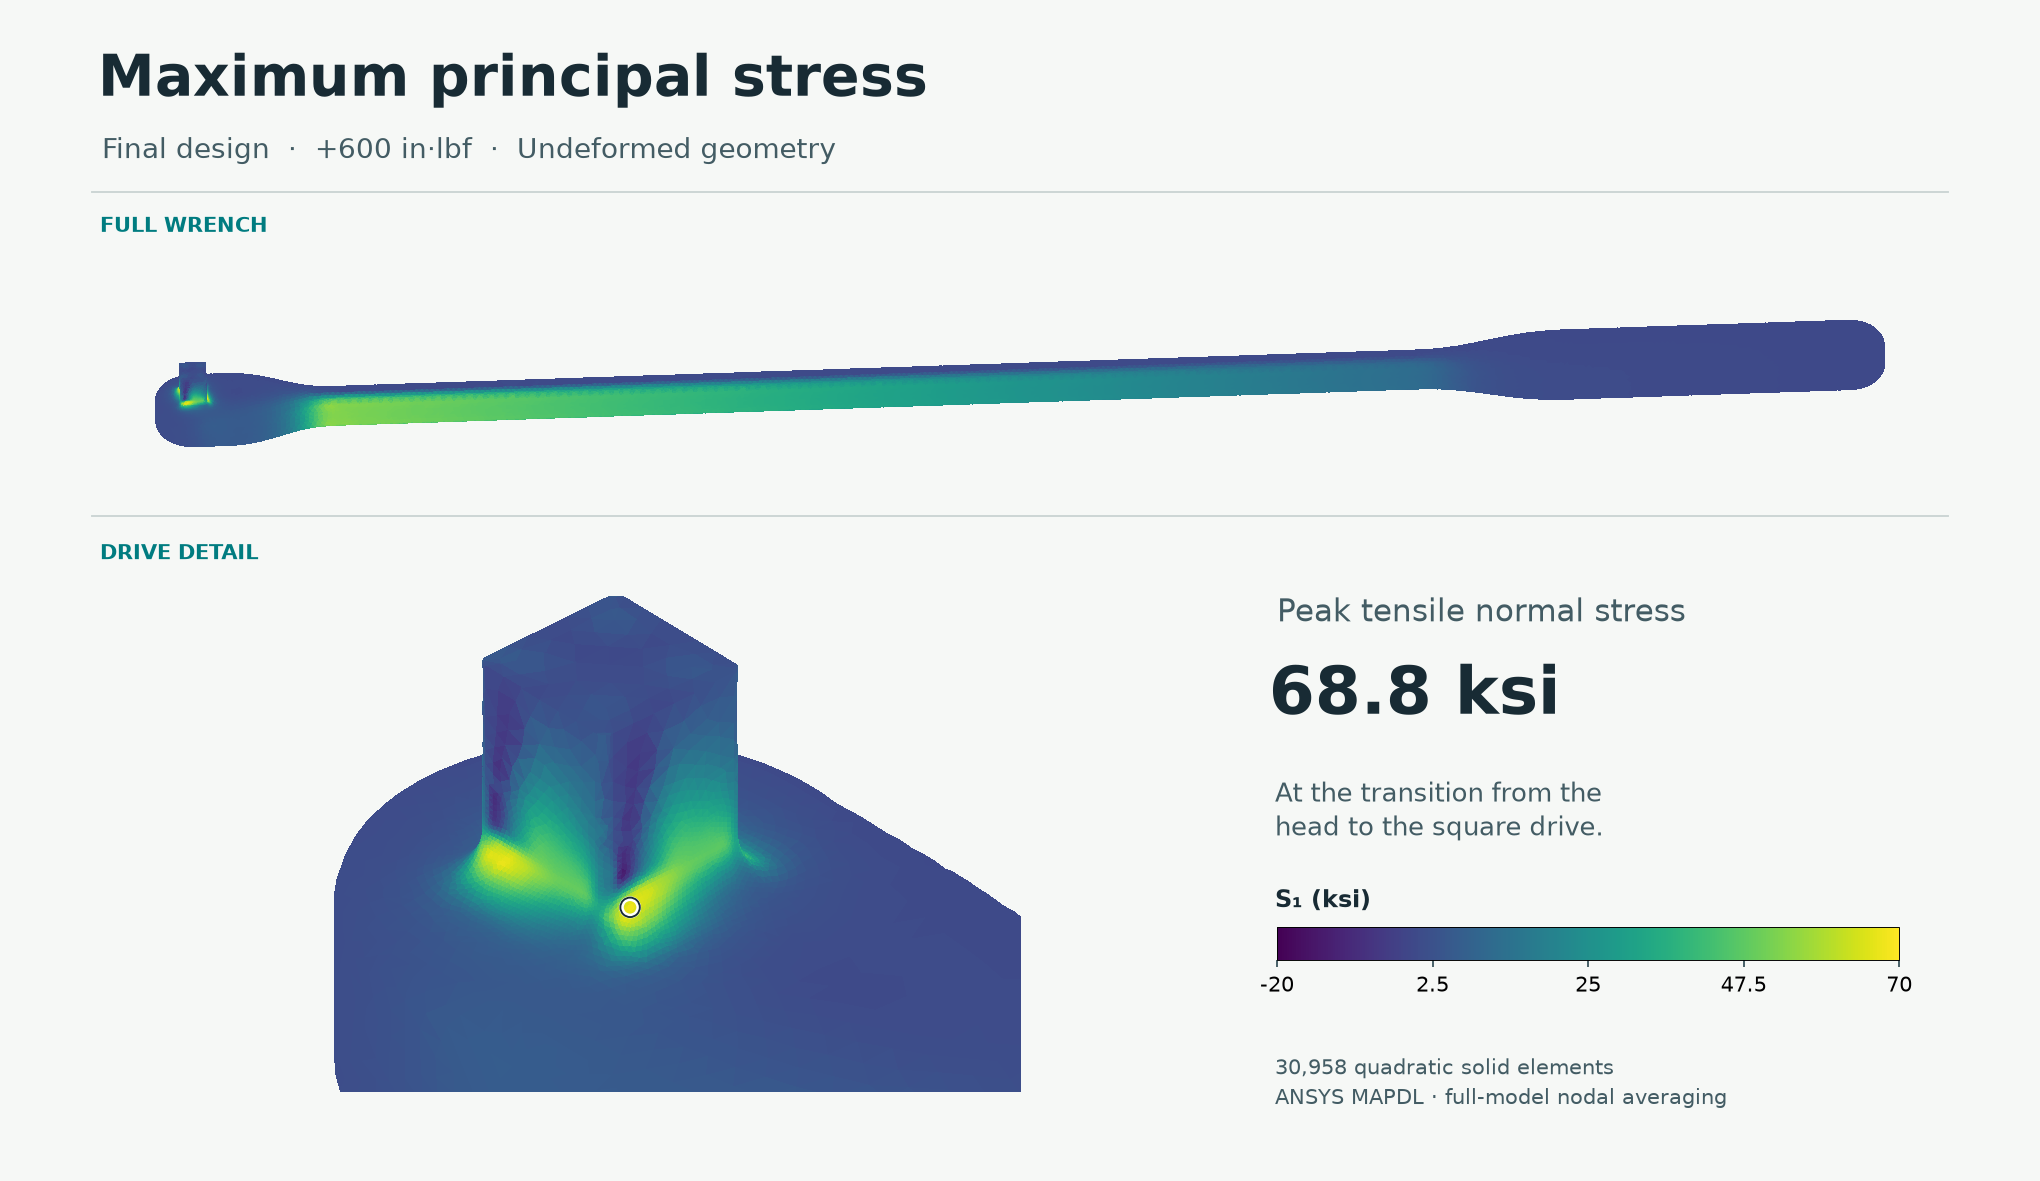 Maximum principal stress
Final design · +600 in·lbf · Undeformed geometry
FULL WRENCH
DRIVE DETAIL
Peak tensile normal stress
68.8 ksi
At the transition from the
head to the square drive.
S₁ (ksi)
-20 2.5 25 47.5 70
30,958 quadratic solid elements
ANSYS MAPDL · full-model nodal averaging